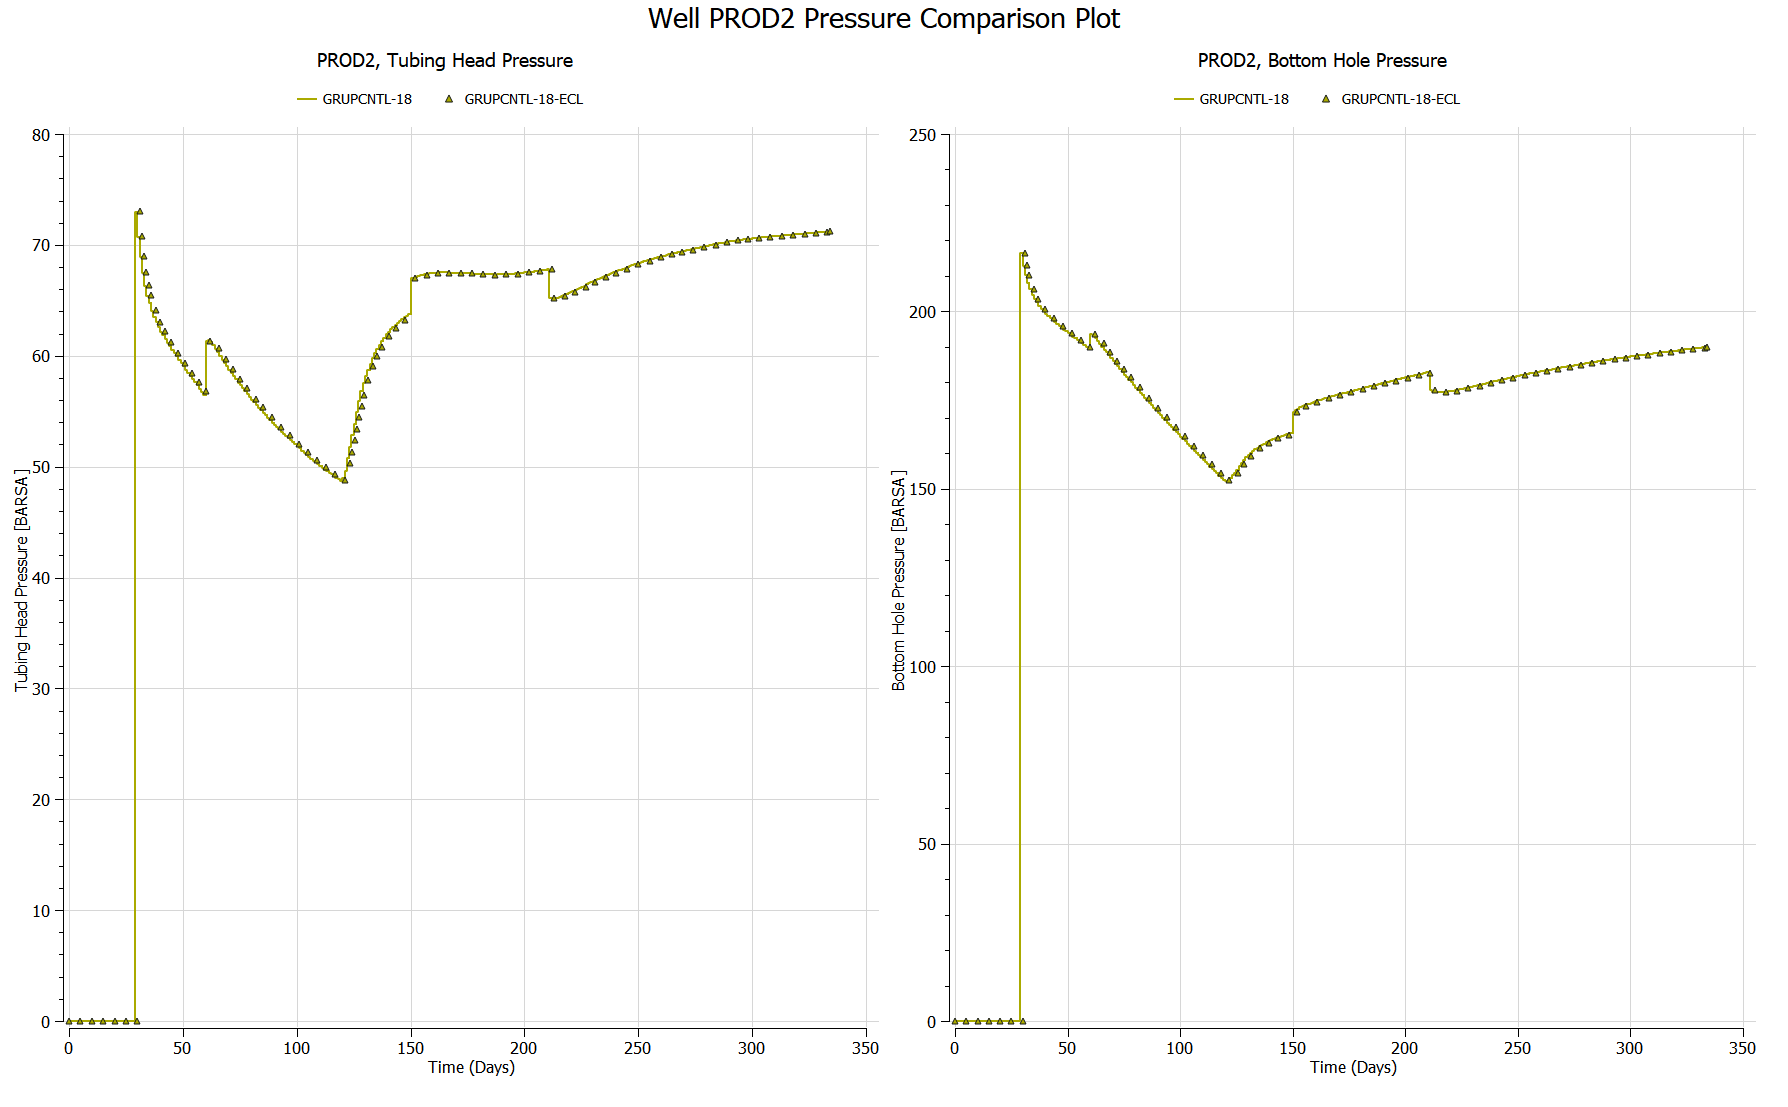 Well PROD2 Pressure Comparison Plot
PROD2, Tubing Head Pressure
GRUPCNTL-18
GRUPCNTL-18-ECL
80
70
60
50
40
30
20
10
0
Tubing Head Pressure [BARSA]
0
50
100
150
200
250
300
350
Time (Days)
PROD2, Bottom Hole Pressure
GRUPCNTL-18
GRUPCNTL-18-ECL
250
200
150
100
50
0
Bottom Hole Pressure [BARSA]
0
50
100
150
200
250
300
350
Time (Days)